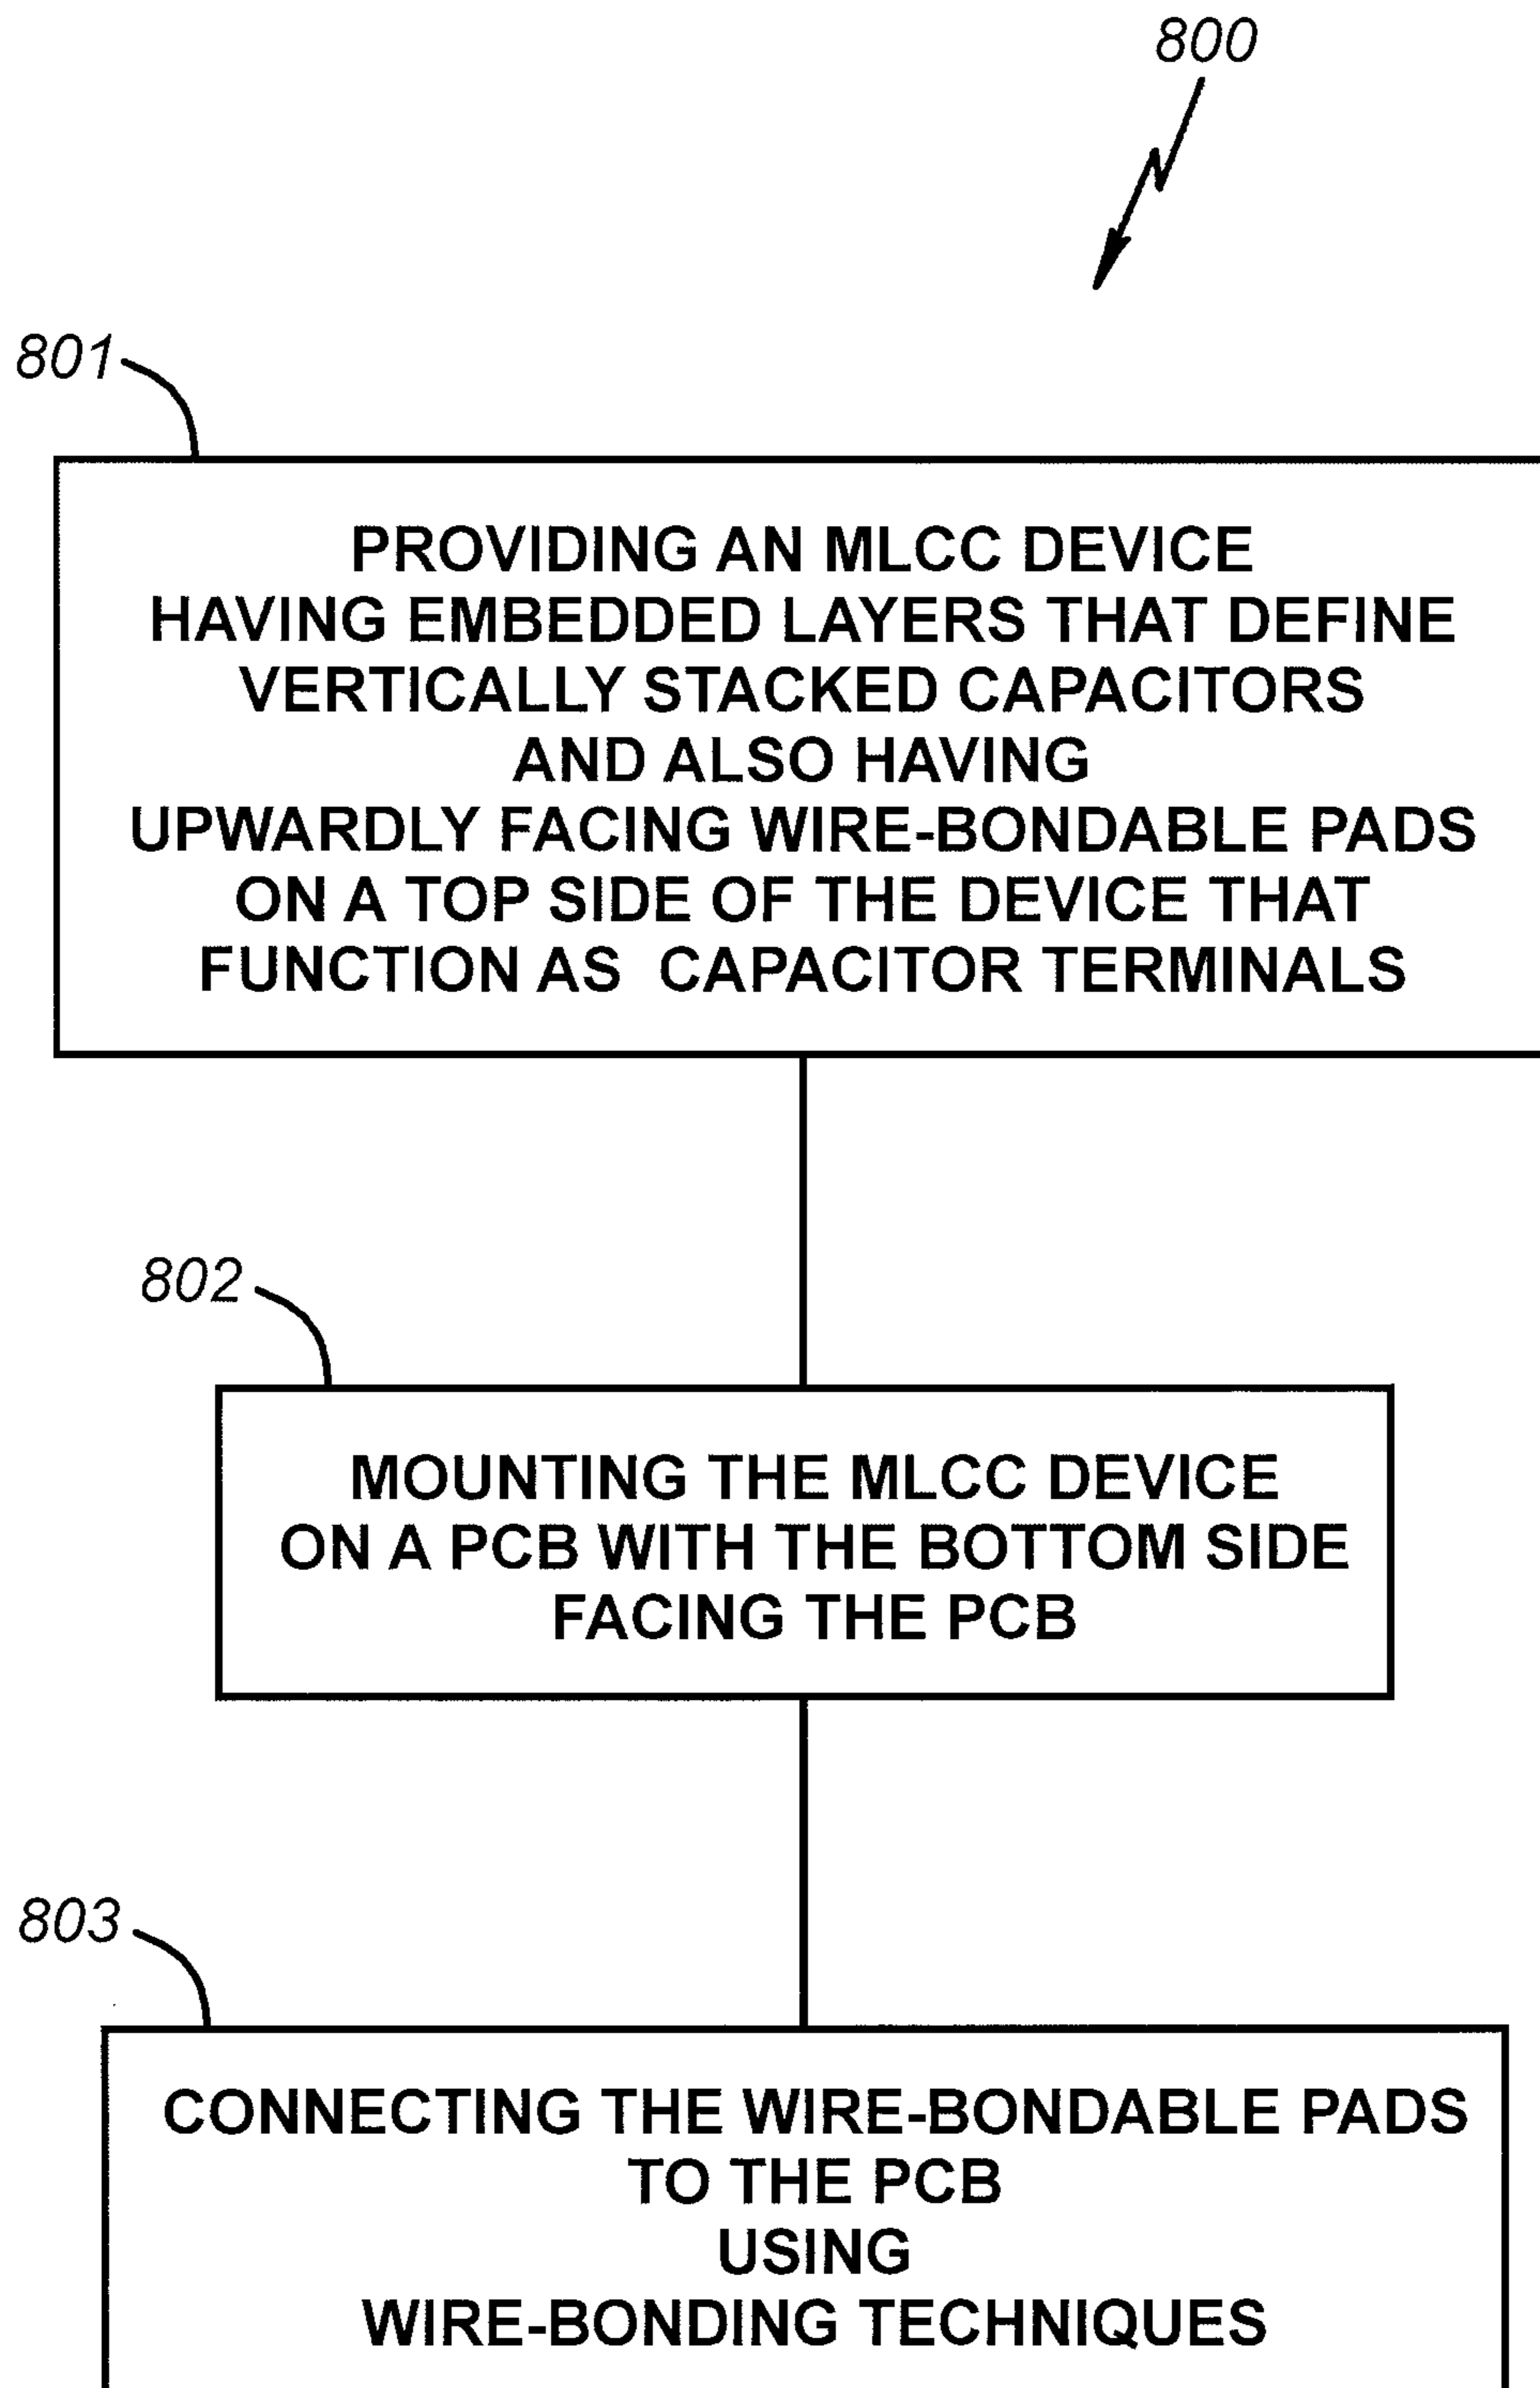 800
801
PROVIDING AN MLCC DEVICE
HAVING EMBEDDED LAYERS THAT DEFINE
VERTICALLY STACKED CAPACITORS
AND ALSO HAVING
UPWARDLY FACING WIRE-BONDABLE PADS
ON A TOP SIDE OF THE DEVICE THAT
FUNCTION AS CAPACITOR TERMINALS
802
MOUNTING THE MLCC DEVICE
ON A PCB WITH THE BOTTOM SIDE
FACING THE PCB
803
CONNECTING THE WIRE-BONDABLE PADS
TO THE PCB
USING
WIRE-BONDING TECHNIQUES